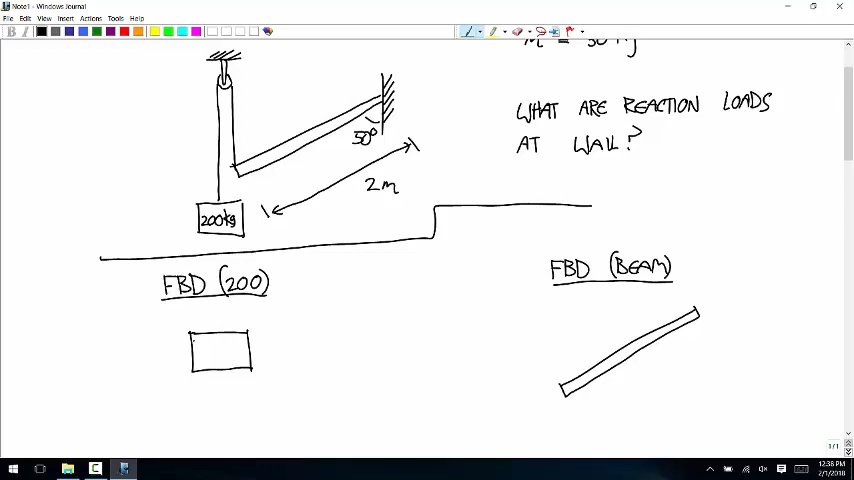 Note1 - Windows Journal
File Edit View Insert Actions Tools Help
WHAT ARE REACTION LOADS
AT WALL?
50°
2m
200kg
FBD (200)
FBD (BEAM)
1/1
12:38 PM
2/1/2018